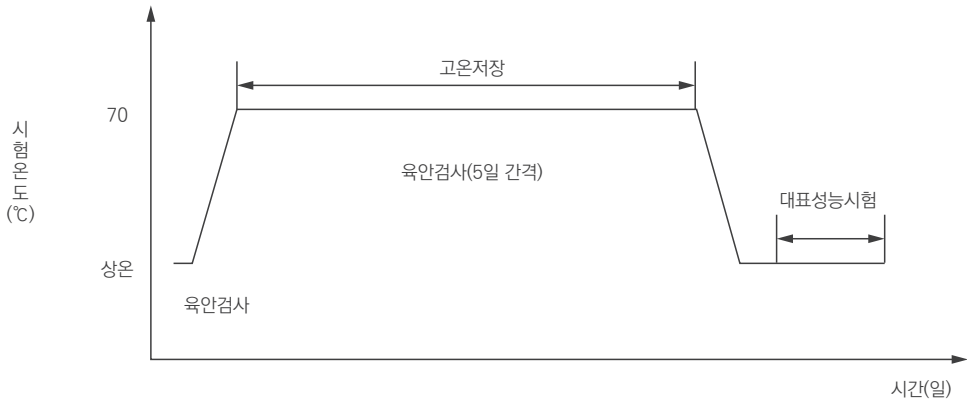 고온저장
70
시험온도
(℃)
육안검사(5일 간격)
대표성능시험
상온
육안검사
시간(일)